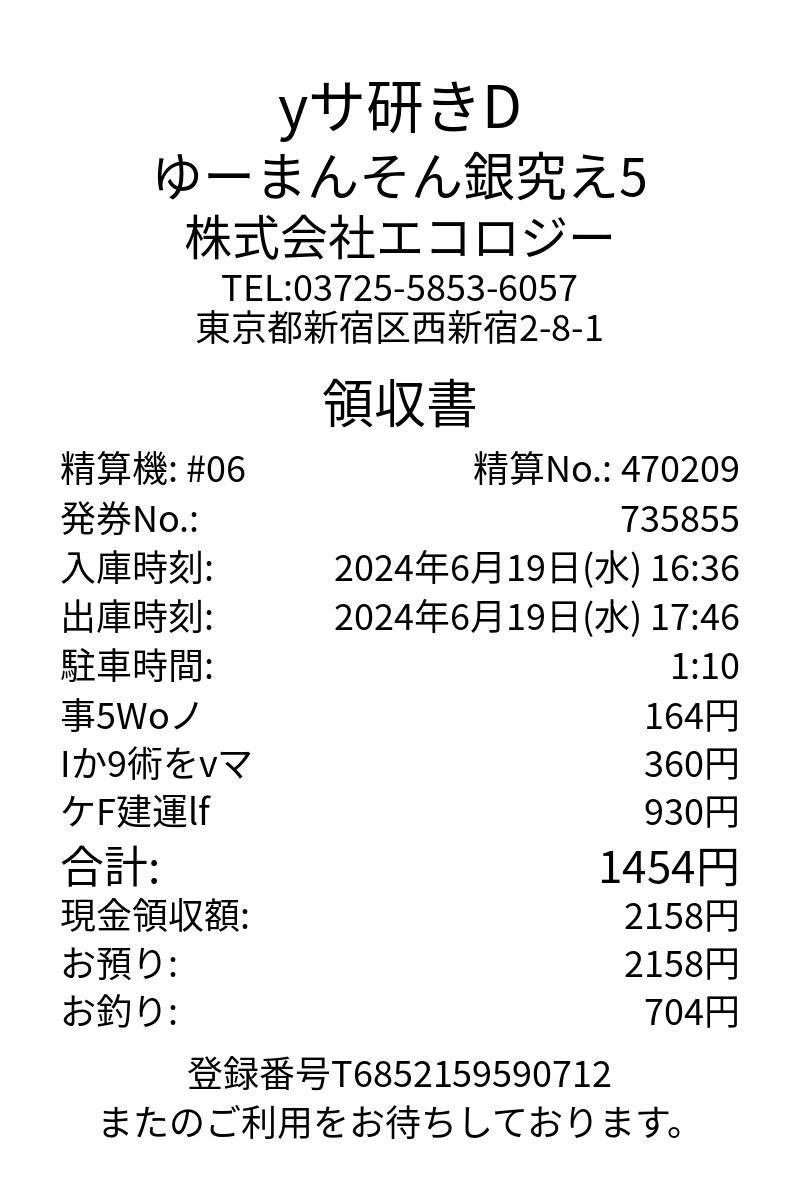 yサ研きD
ゆーまんそん銀究え5
株式会社エコロジー
TEL:03725-5853-6057
東京都新宿区西新宿2-8-1
領収書
精算機: #06 精算No.: 470209
発券No.: 735855
入庫時刻: 2024年6月19日(水) 16:36
出庫時刻: 2024年6月19日(水) 17:46
駐車時間: 1:10
事5Woノ 164円
Iか9術をvマ 360円
ケF建運lf 930円
合計: 1454円
現金領収額: 2158円
お預り: 2158円
お釣り: 704円
登録番号T6852159590712
またのご利用をお待ちしております。